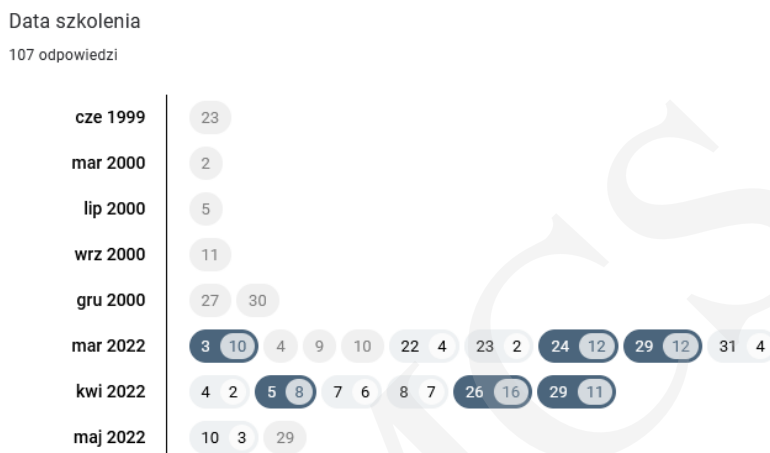 Data szkolenia
107 odpowiedzi
cze 1999 23
mar 2000 2
lip 2000 5
wrz 2000 11
gru 2000 27 30
mar 2022 3 10 4 9 10 22 4 23 2 24 12 29 12 31 4
kwi 2022 4 2 5 8 7 6 8 7 26 16 29 11
maj 2022 10 3 29
MCS